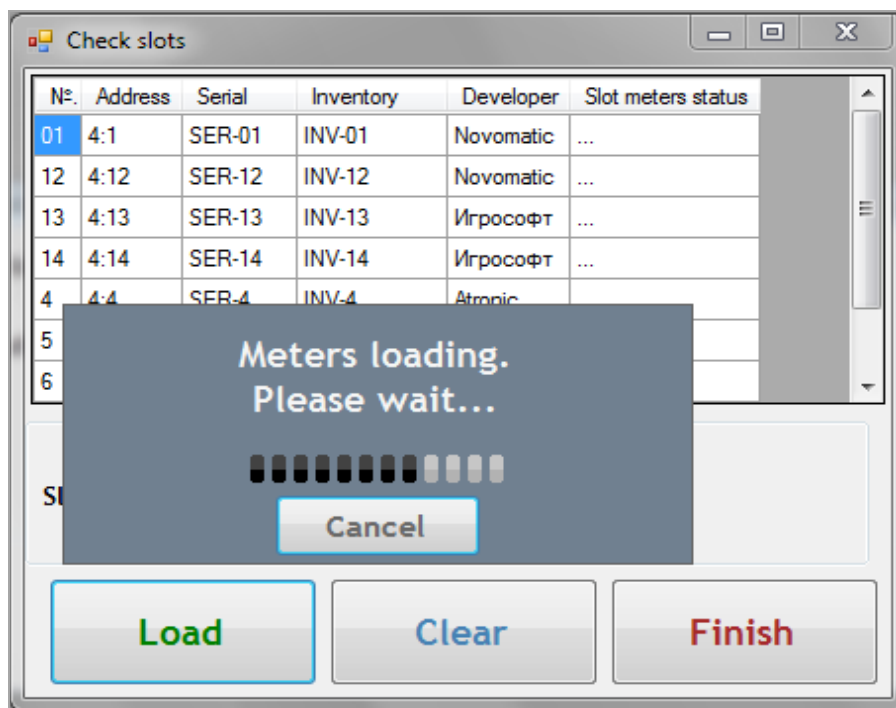 Check slots
№. Address Serial Inventory Developer Slot meters status
01 4:1 SER-01 INV-01 Novomatic ...
12 4:12 SER-12 INV-12 Novomatic ...
13 4:13 SER-13 INV-13 Игрософт ...
14 4:14 SER-14 INV-14 Игрософт ...
4 4:4 SER-4 INV-4 Atronic
5
6
Meters loading.
Please wait...
Cancel
Load Clear Finish